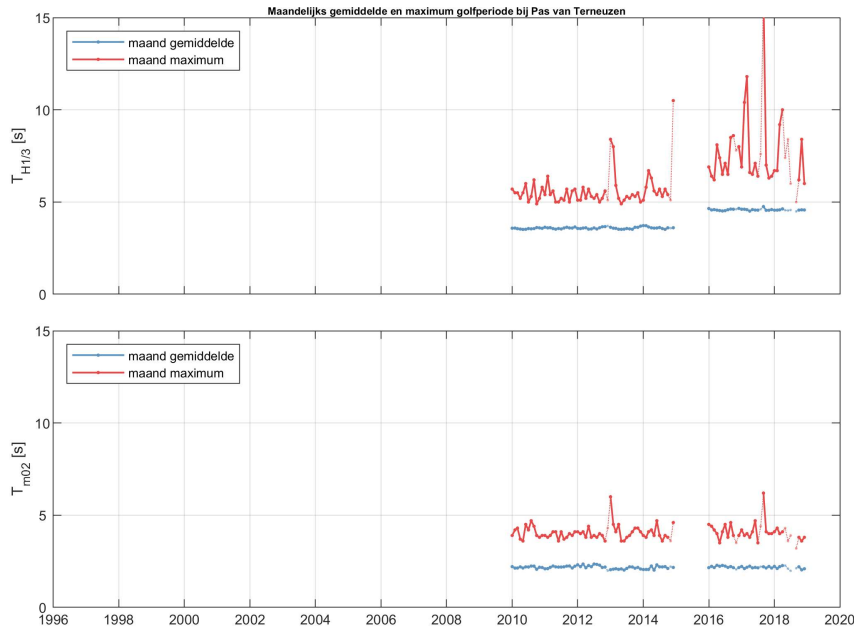 Maandelijks gemiddelde en maximum golfperiode bij Pas van Terneuzen
15
10
5
0
T_H1/3 [s]
maand gemiddelde
maand maximum
15
10
5
0
T_m02 [s]
maand gemiddelde
maand maximum
1996 1998 2000 2002 2004 2006 2008 2010 2012 2014 2016 2018 2020